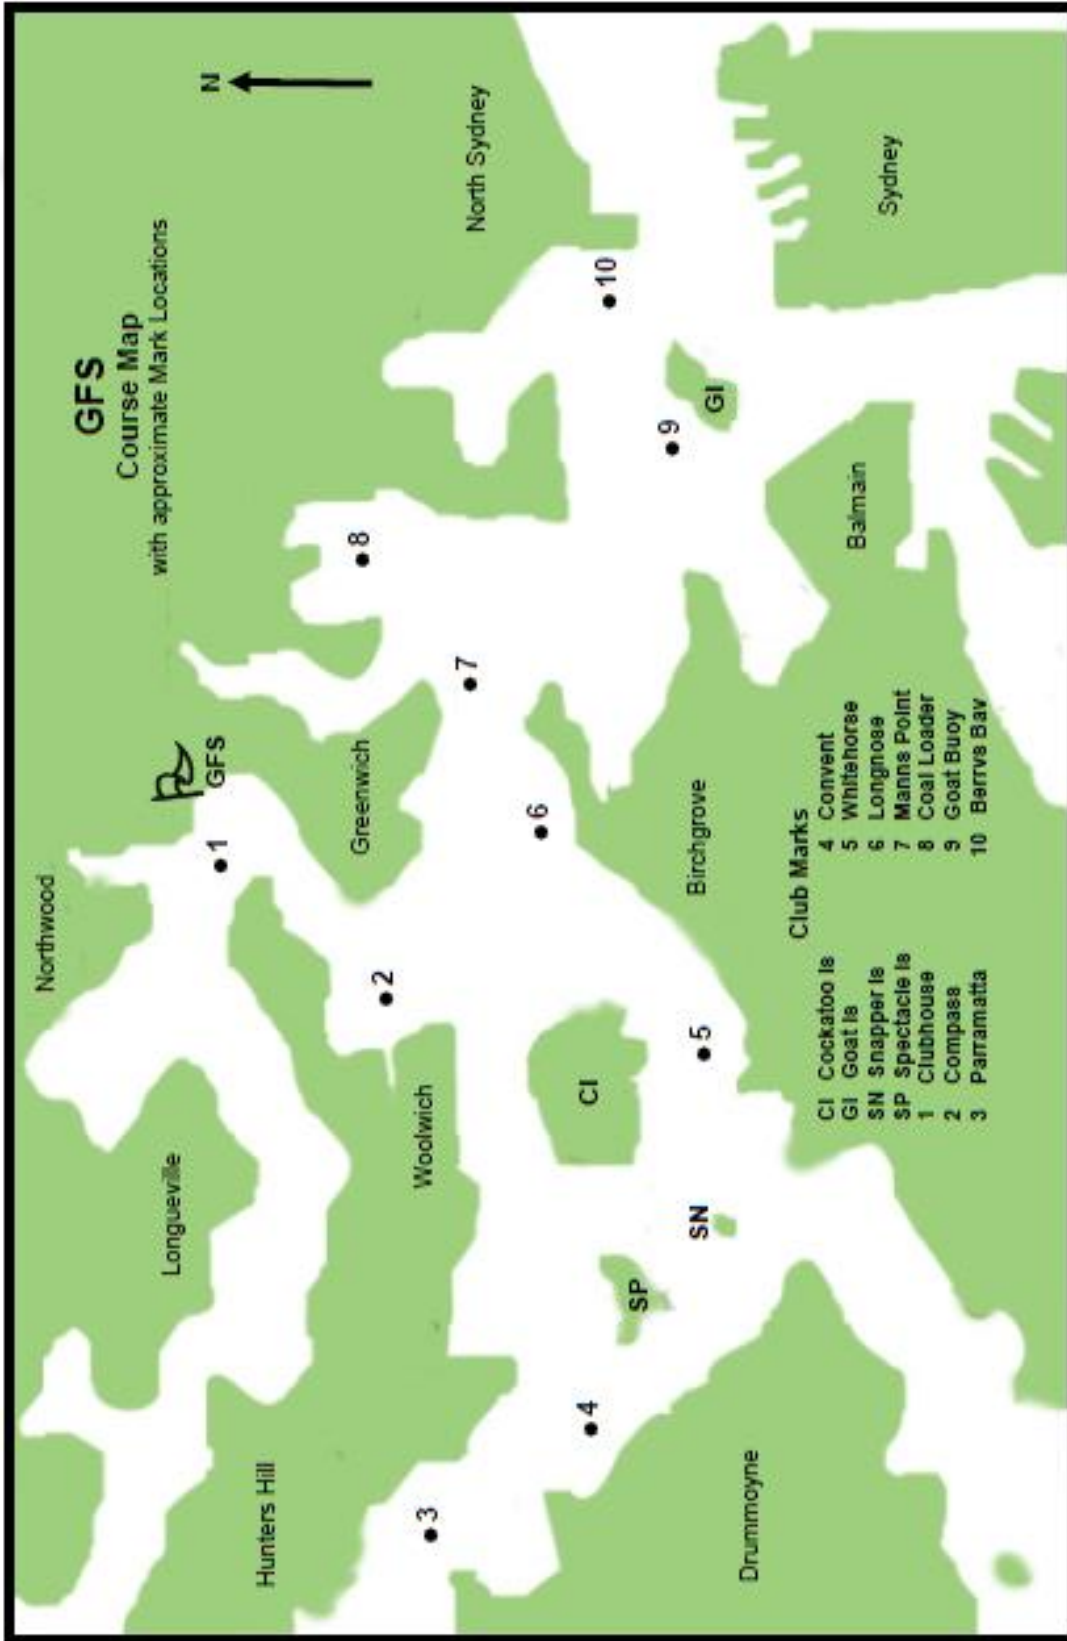 GFS
Course Map
with approximate Mark Locations
N
Northwood
Longueville
Hunters Hill
Woolwich
Greenwich
GFS
North Sydney
Sydney
Balmain
Birchgrove
Drummoyne
CI
GI
SN
SP
1
2
3
4
5
6
7
8
9
10
Club Marks
CI Cockatoo Is
GI Goat Is
SN Snapper Is
SP Spectacle Is
1 Clubhouse
2 Compass
3 Parramatta
4 Convent
5 Whitehorse
6 Longnose
7 Manns Point
8 Coal Loader
9 Goat Buoy
10 Berrys Bay